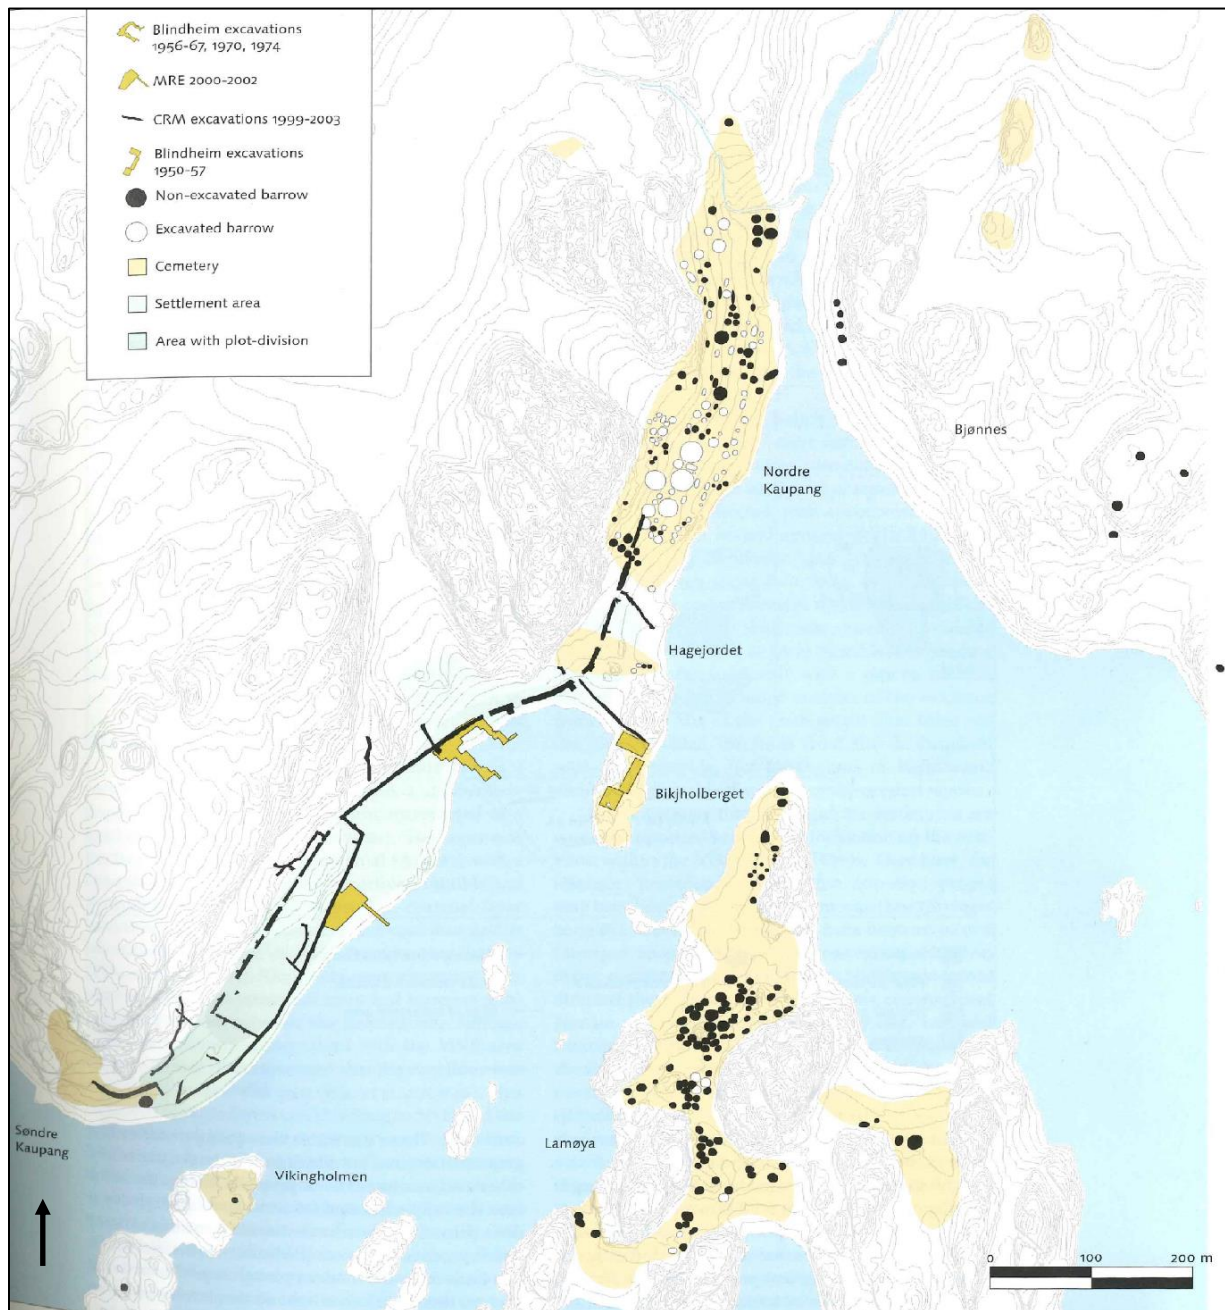 Blindheim excavations
1956-67, 1970, 1974
MRE 2000-2002
CRM excavations 1999-2003
Blindheim excavations
1950-57
Non-excavated barrow
Excavated barrow
Cemetery
Settlement area
Area with plot-division
Bjønnes
Nordre
Kaupang
Hagejordet
Bikjholberget
Søndre
Kaupang
Lamøya
Vikingholmen
0 100 200 m